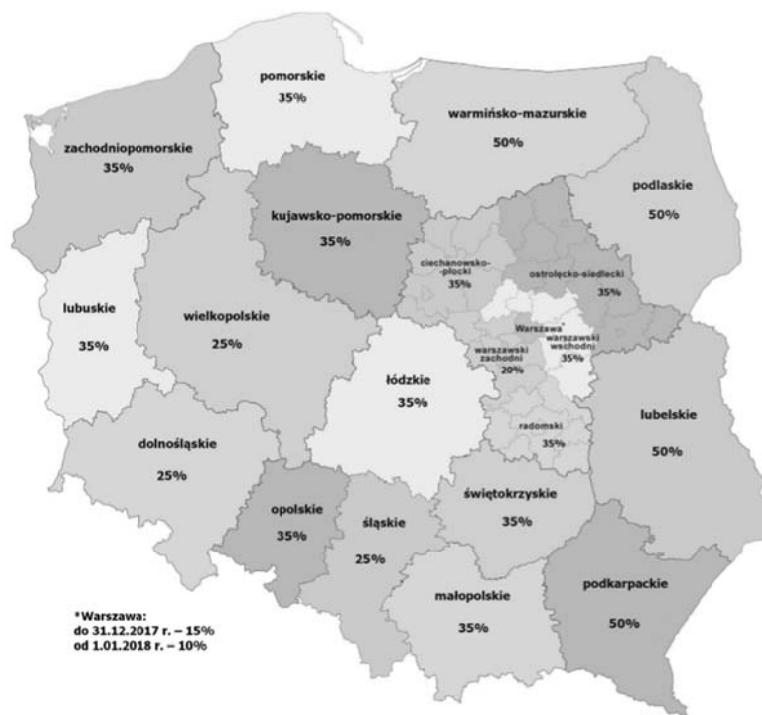 pomorskie
35%
warmińsko-mazurskie
50%
zachodniopomorskie
35%
podlaskie
50%
kujawsko-pomorskie
35%
ciechanowsko-
-płocki
35%
ostrołęcko-siedlecki
35%
lubuskie
35%
wielkopolskie
25%
Warszawa*
warszawski
wschodni
35%
warszawski
zachodni
20%
łódzkie
35%
radomski
35%
lubelskie
50%
dolnośląskie
25%
opolskie
35%
śląskie
25%
świętokrzyskie
35%
małopolskie
35%
podkarpackie
50%
*Warszawa:
do 31.12.2017 r. – 15%
od 1.01.2018 r. – 10%